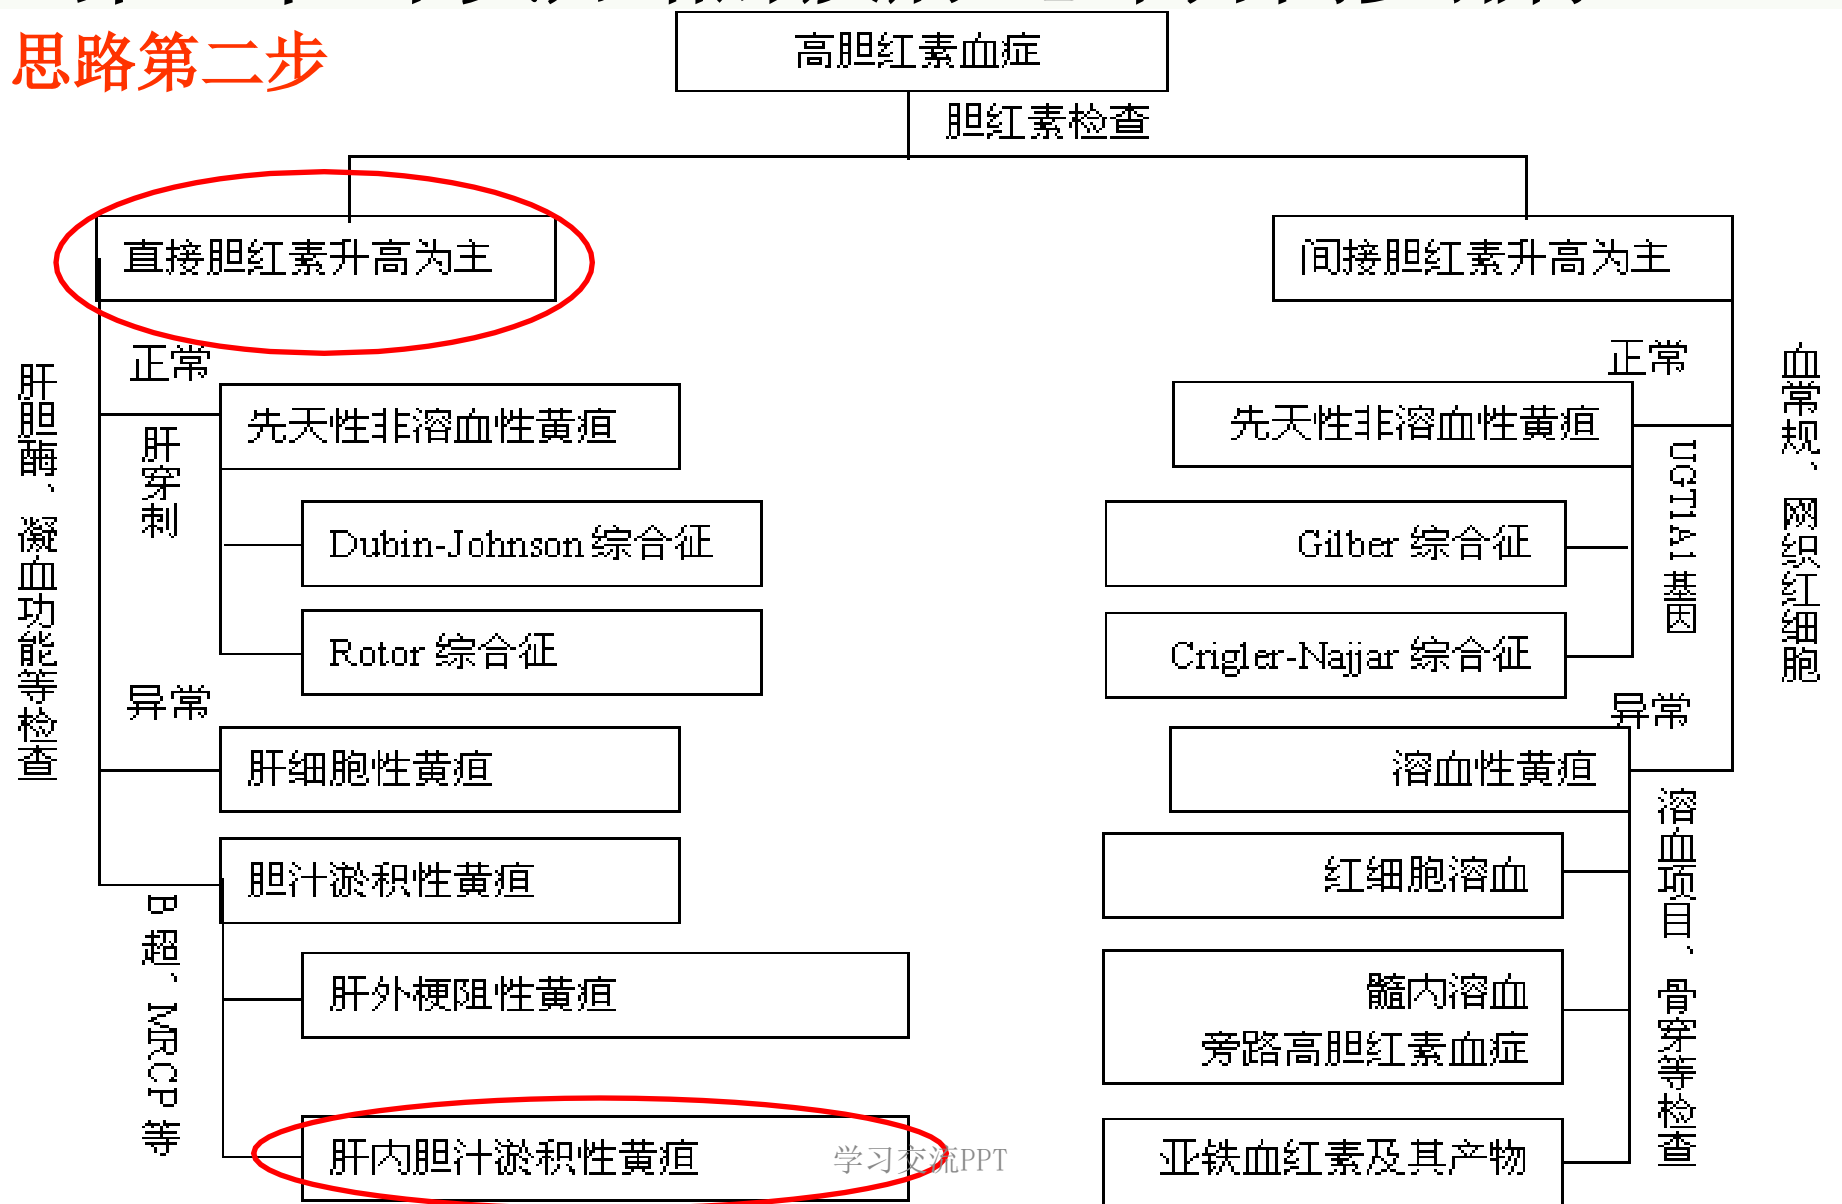 思路第二步
高胆红素血症
胆红素检查
直接胆红素升高为主
间接胆红素升高为主
肝胆酶、凝血功能等检查
正常
肝穿刺
先天性非溶血性黄疸
Dubin-Johnson 综合征
Rotor 综合征
异常
肝细胞性黄疸
胆汁淤积性黄疸
B 超、MRCP 等
肝外梗阻性黄疸
肝内胆汁淤积性黄疸
血常规、网织红细胞
正常
先天性非溶血性黄疸
UGT1A1 基因
Gilber 综合征
Crigler-Najjar 综合征
异常
溶血性黄疸
溶血项目、骨穿等检查
红细胞溶血
髓内溶血
旁路高胆红素血症
亚铁血红素及其产物
学习交流PPT